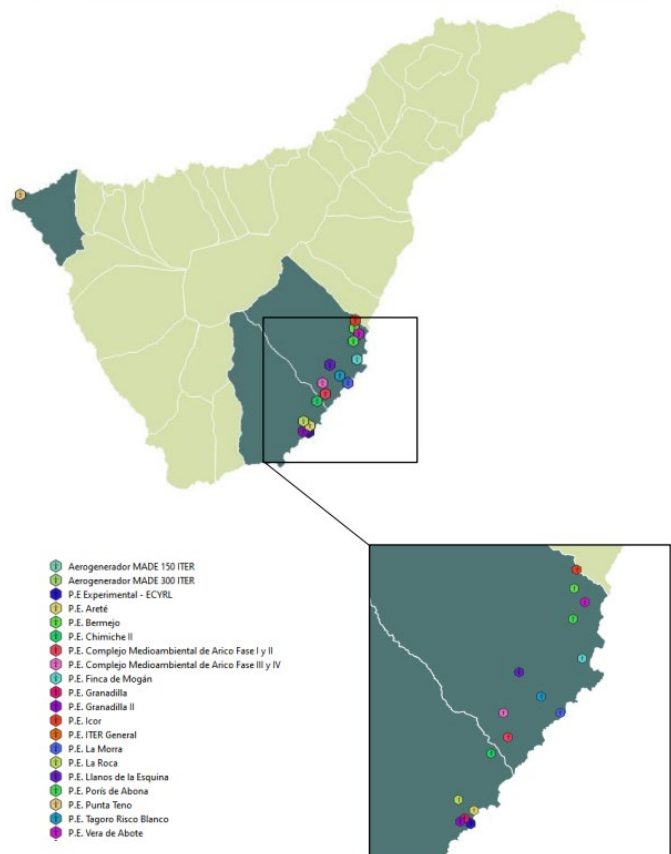 Aerogenerador MADE 150 ITER
Aerogenerador MADE 300 ITER
P.E Experimental - ECYRL
P.E. Areté
P.E. Bermejo
P.E. Chimiche II
P.E. Complejo Medioambiental de Arico Fase I y II
P.E. Complejo Medioambiental de Arico Fase III y IV
P.E. Finca de Mogán
P.E. Granadilla
P.E. Granadilla II
P.E. Icor
P.E. ITER General
P.E. La Morra
P.E. La Roca
P.E. Llanos de la Esquina
P.E. Porís de Abona
P.E. Punta Teno
P.E. Tagoro Risco Blanco
P.E. Vera de Abote